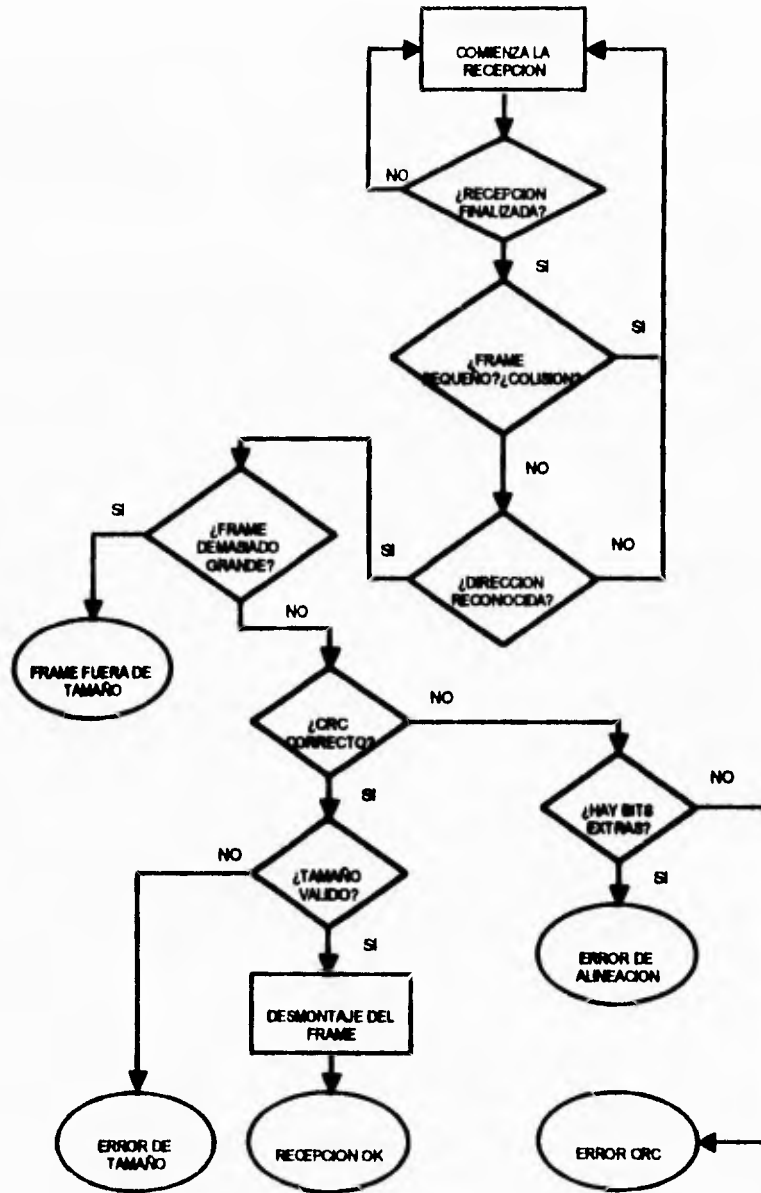 COMIENZA LA
RECEPCION
NO
¿RECEPCION
FINALIZADA?
SI
¿FRAME
PEQUEÑO?¿COLISION?
SI
NO
¿FRAME
DEMASIADO
GRANDE?
SI
SI
¿DIRECCION
RECONOCIDA?
NO
NO
FRAME FUERA DE
TAMAÑO
¿CRC
CORRECTO?
NO
SI
¿HAY BITS
EXTRAS?
NO
SI
NO
¿TAMAÑO
VALIDO?
SI
ERROR DE
ALINEACION
DESMONTAJE DEL
FRAME
ERROR DE
TAMAÑO
RECEPCION OK
ERROR CRC